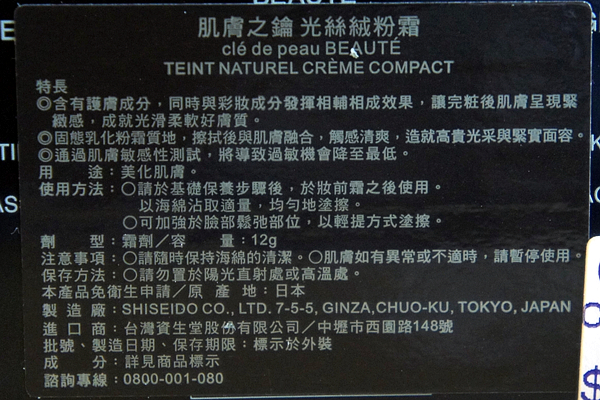 肌膚之鑰 光絲絨粉霜
clé de peau BEAUTÉ
TEINT NATUREL CRÈME COMPACT
特長
◎含有護膚成分，同時與彩妝成分發揮相輔相成效果，讓完粧後肌膚呈現緊
緻感，成就光滑柔軟好膚質。
◎固態乳化粉霜質地，擦拭後與肌膚融合，觸感清爽，造就高貴光采與緊實面容。
◎通過肌膚敏感性測試，將導致過敏機會降至最低。
用　　途：美化肌膚。
使用方法：○請於基礎保養步驟後，於妝前霜之後使用。
以海綿沾取適量，均勻地塗擦。
○可加強於臉部鬆弛部位，以輕提方式塗擦。
劑　　型：霜劑／容　　量：12g
注意事項：○請隨時保持海綿的清潔。○肌膚如有異常或不適時，請暫停使用。
保存方法：○請勿置於陽光直射處或高溫處。
本產品免衛生申請／原 產 地：日本
製 造 廠：SHISEIDO CO., LTD. 7-5-5, GINZA,CHUO-KU, TOKYO, JAPAN
進 口 商：台灣資生堂股份有限公司／中壢市西園路148號
批號、製造日期、保存期限：標示於外裝
成　　分：詳見商品標示
諮詢專線：0800-001-080